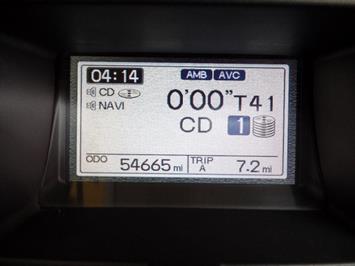 04:14 AMB AVC
CD 0'00" T41
NAVI
CD 1
ODO 54665 mi TRIP A 7.2 mi